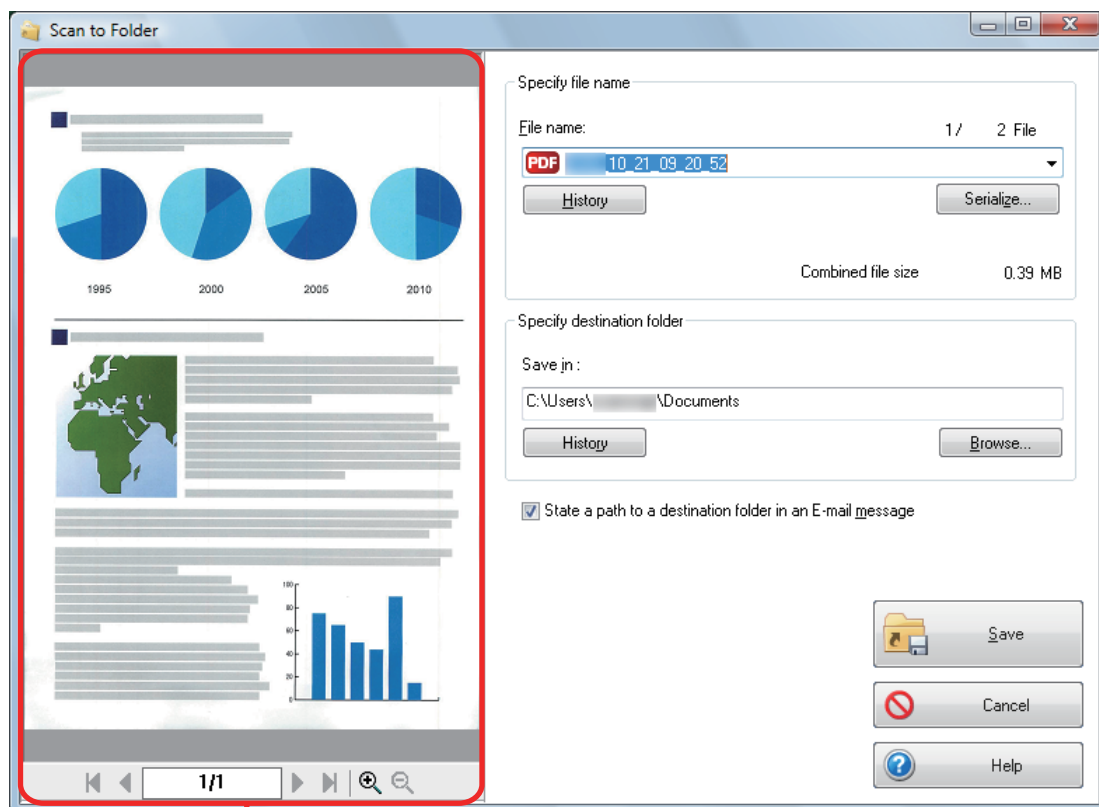 Scan to Folder
1995 2000 2005 2010
100
80
60
40
20
0
1/1
Specify file name
File name: 1/ 2 File
PDF 10_21_09_20_52
History Serialize...
Combined file size 0.39 MB
Specify destination folder
Save in :
C:\Users\ \Documents
History Browse...
State a path to a destination folder in an E-mail message
Save
Cancel
Help